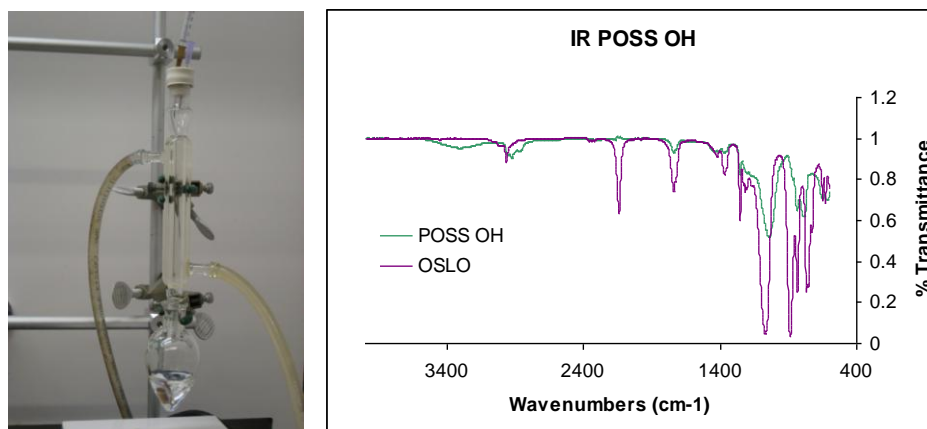 IR POSS OH
1.2
1
0.8
0.6
0.4
0.2
0
% Transmittance
POSS OH
OSLO
3400 2400 1400 400
Wavenumbers (cm-1)